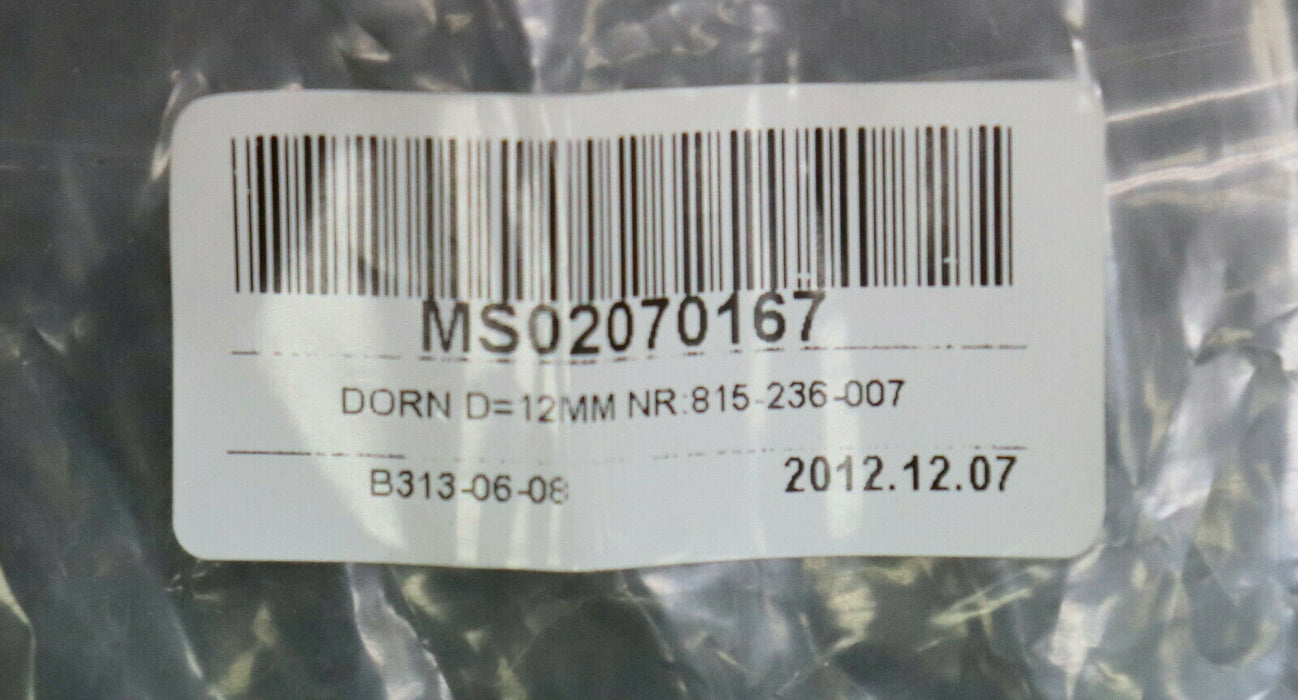 MS02070167
DORN D=12MM NR:815-236-007
B313-06-08
2012.12.07